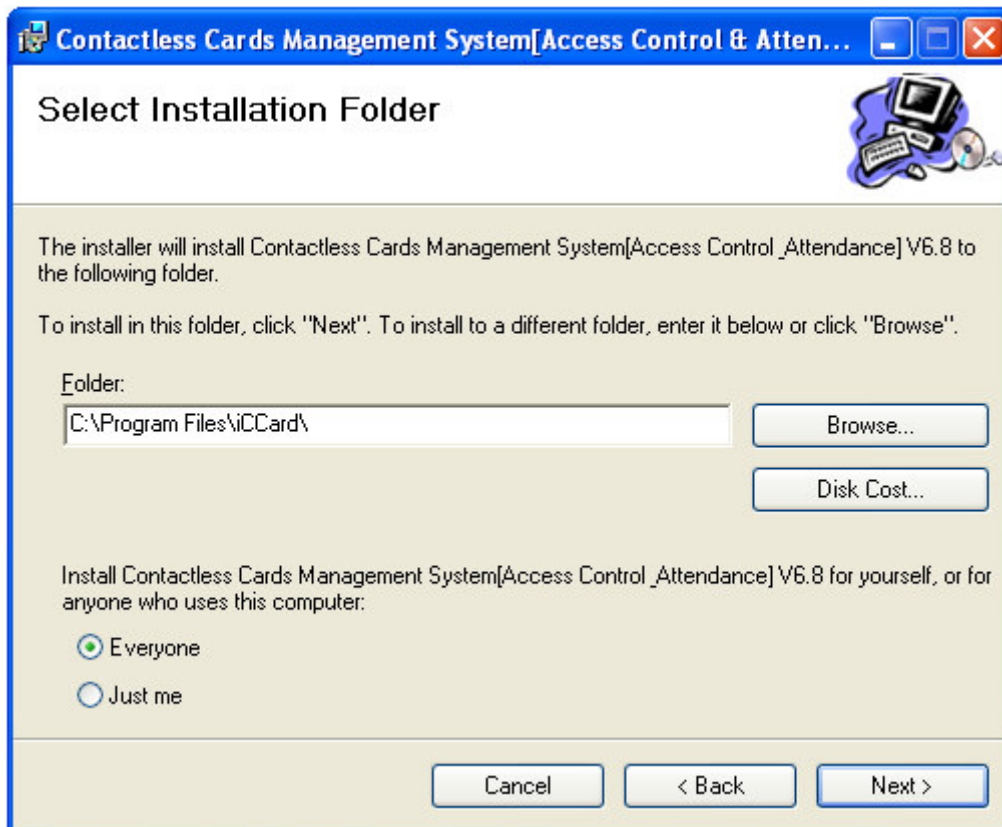 Contactless Cards Management System[Access Control & Atten...
Select Installation Folder
The installer will install Contactless Cards Management System[Access Control _Attendance] V6.8 to
the following folder.
To install in this folder, click "Next". To install to a different folder, enter it below or click "Browse".
Folder:
C:\Program Files\iCCard\
Browse...
Disk Cost...
Install Contactless Cards Management System[Access Control _Attendance] V6.8 for yourself, or for
anyone who uses this computer:
Everyone
Just me
Cancel
< Back
Next >